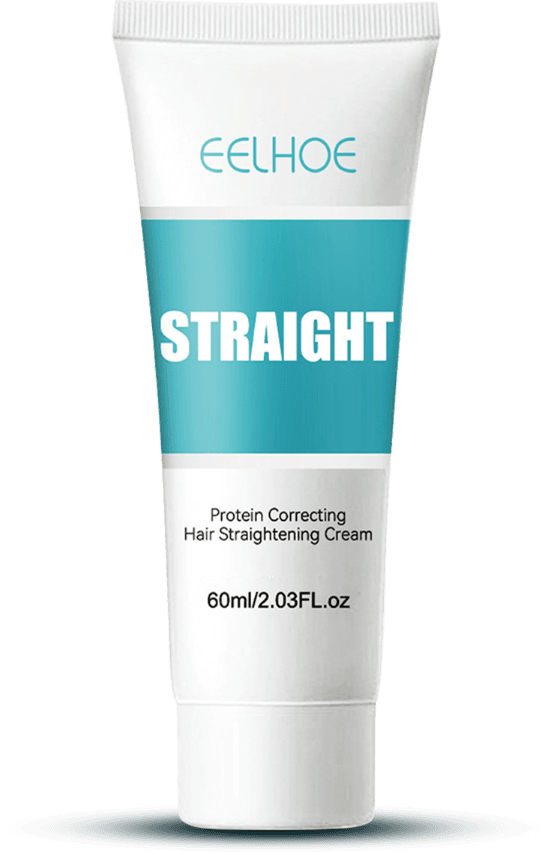 EELHOE
STRAIGHT
Protein Correcting
Hair Straightening Cream
60ml/2.03FL.oz